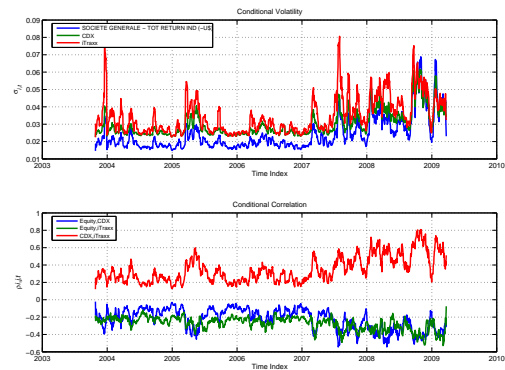 Conditional Volatility
0.09
0.08
0.07
0.06
0.05
0.04
0.03
0.02
0.01
SOCIETE GENERALE – TOT RETURN IND (~U$)
CDX
iTraxx
2003 2004 2005 2006 2007 2008 2009 2010
Time Index
Conditional Correlation
1
0.8
0.6
0.4
0.2
0
−0.2
−0.4
−0.6
Equity,CDX
Equity,iTraxx
CDX,iTraxx
2003 2004 2005 2006 2007 2008 2009 2010
Time Index